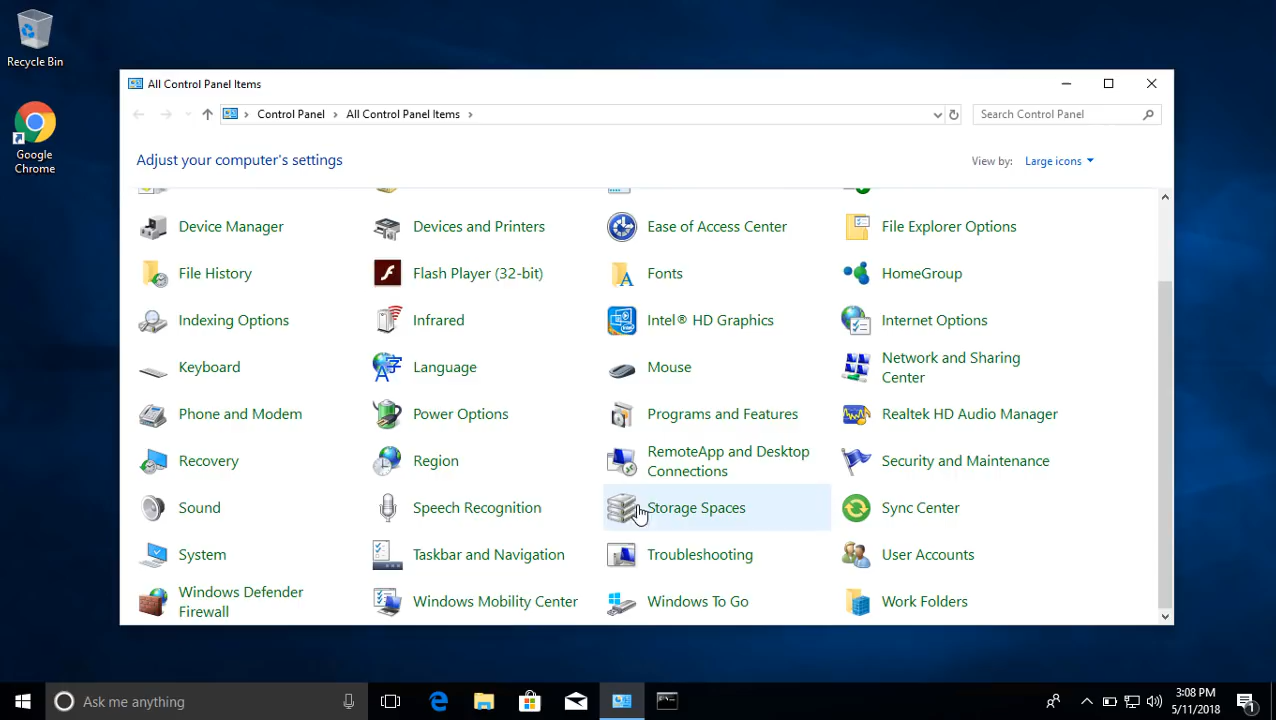 Recycle Bin
Google
Chrome
All Control Panel Items
Control Panel
All Control Panel Items
Search Control Panel
Adjust your computer's settings
View by:
Large icons
Device Manager
Devices and Printers
Ease of Access Center
File Explorer Options
File History
Flash Player (32-bit)
Fonts
HomeGroup
Indexing Options
Infrared
Intel® HD Graphics
Internet Options
Keyboard
Language
Mouse
Network and Sharing
Center
Phone and Modem
Power Options
Programs and Features
Realtek HD Audio Manager
Recovery
Region
RemoteApp and Desktop
Connections
Security and Maintenance
Sound
Speech Recognition
Storage Spaces
Sync Center
System
Taskbar and Navigation
Troubleshooting
User Accounts
Windows Defender
Firewall
Windows Mobility Center
Windows To Go
Work Folders
Ask me anything
3:08 PM
5/11/2018
1